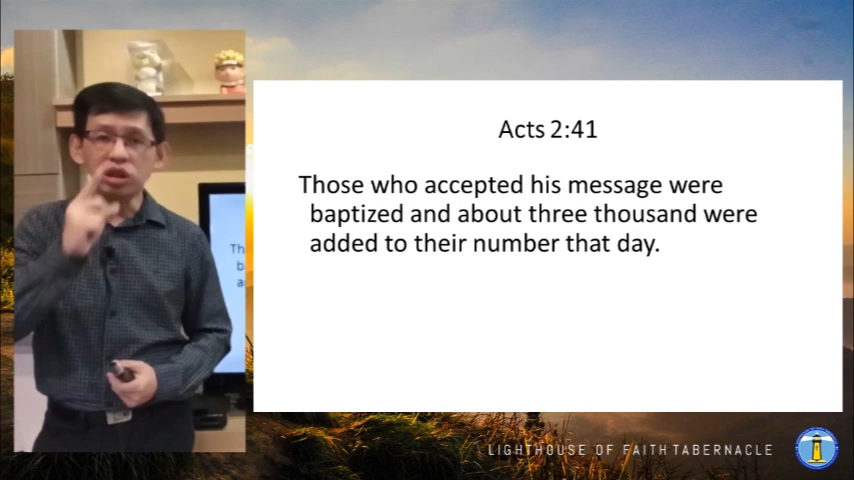 Acts 2:41
Those who accepted his message were
baptized and about three thousand were
added to their number that day.
Th
b
a
LIGHTHOUSE OF FAITH TABERNACLE